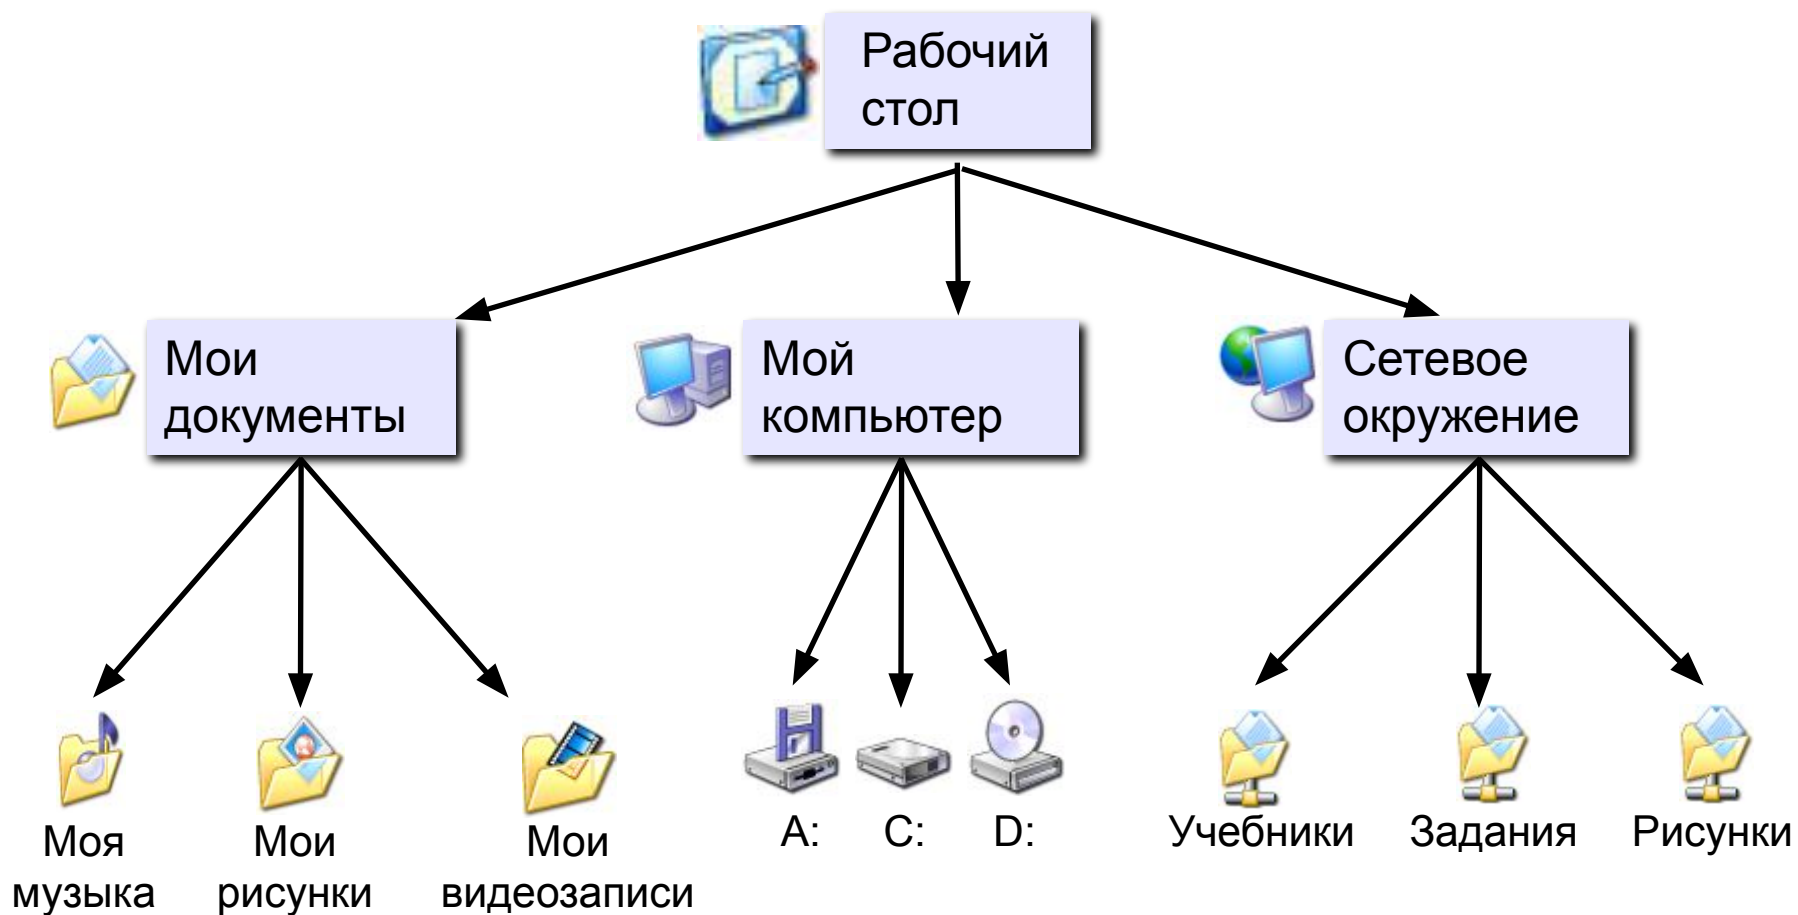 Рабочий
стол
Мои
документы
Мой
компьютер
Сетевое
окружение
Моя
музыка
Мои
рисунки
Мои
видеозаписи
A:
C:
D:
Учебники
Задания
Рисунки